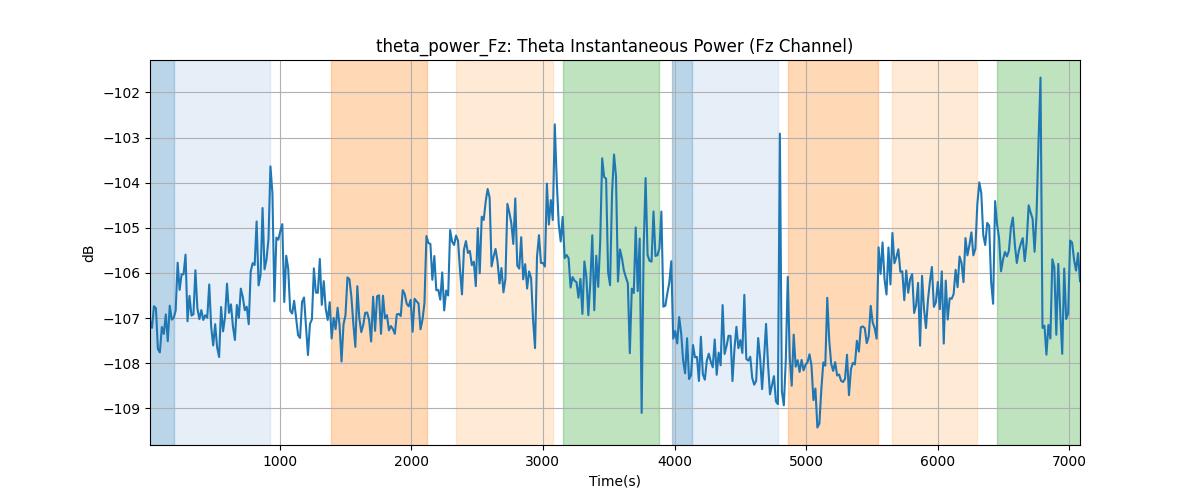 theta_power_Fz: Theta Instantaneous Power (Fz Channel)
dB
−102
−103
−104
−105
−106
−107
−108
−109
1000 2000 3000 4000 5000 6000 7000
Time(s)